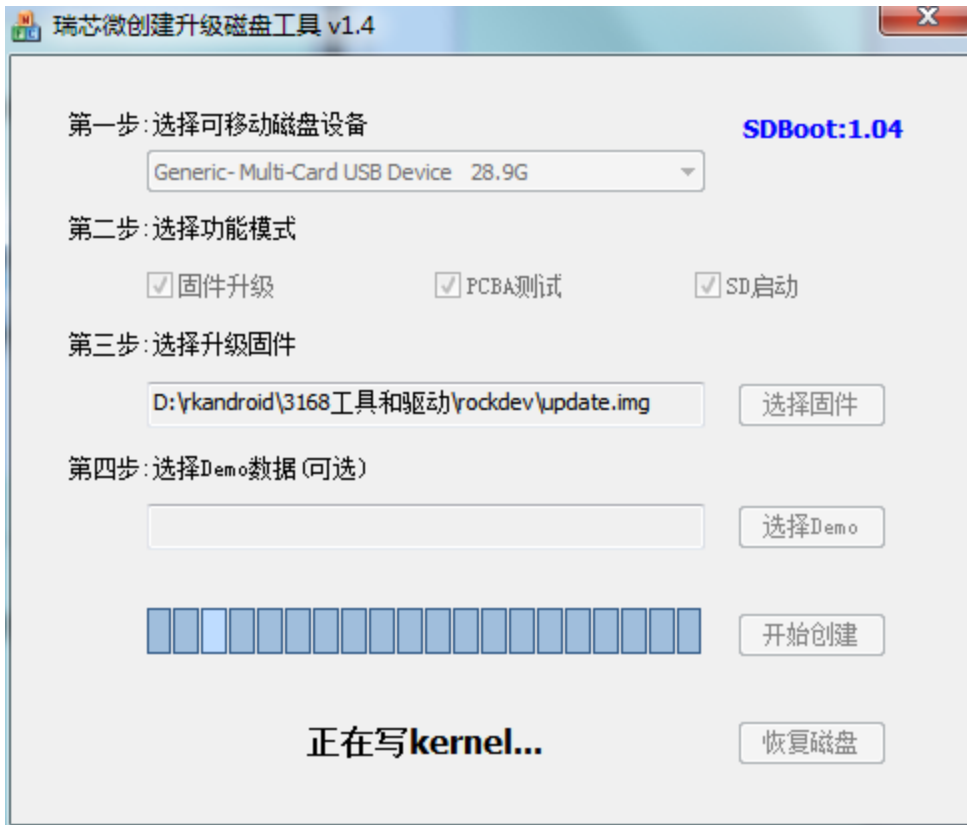 瑞芯微创建升级磁盘工具 v1.4
第一步:选择可移动磁盘设备
SDBoot:1.04
Generic- Multi-Card USB Device 28.9G
第二步:选择功能模式
固件升级 PCBA测试 SD启动
第三步:选择升级固件
D:\rkandroid\3168工具和驱动\rockdev\update.img 选择固件
第四步:选择Demo数据(可选)
选择Demo
开始创建
正在写kernel... 恢复磁盘